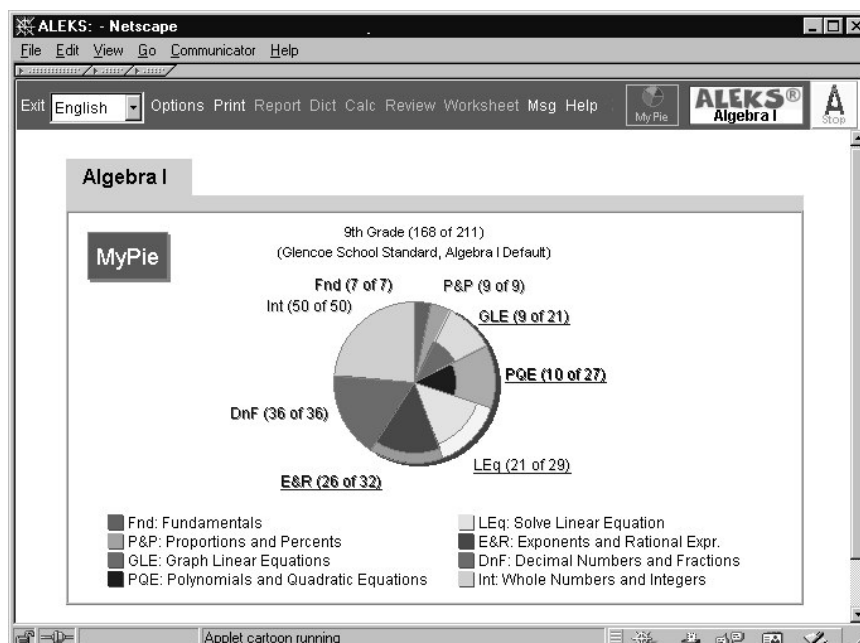 ALEKS: - Netscape
File Edit View Go Communicator Help
Exit English Options Print Report Dict Calc Review Worksheet Msg Help MyPie ALEKS® Algebra I Stop
Algebra I
MyPie
9th Grade (168 of 211)
(Glencoe School Standard, Algebra I Default)
Fnd (7 of 7)
P&P (9 of 9)
Int (50 of 50)
GLE (9 of 21)
PQE (10 of 27)
DnF (36 of 36)
LEq (21 of 29)
E&R (26 of 32)
Fnd: Fundamentals
P&P: Proportions and Percents
GLE: Graph Linear Equations
PQE: Polynomials and Quadratic Equations
LEq: Solve Linear Equation
E&R: Exponents and Rational Expr.
DnF: Decimal Numbers and Fractions
Int: Whole Numbers and Integers
Applet cartoon running